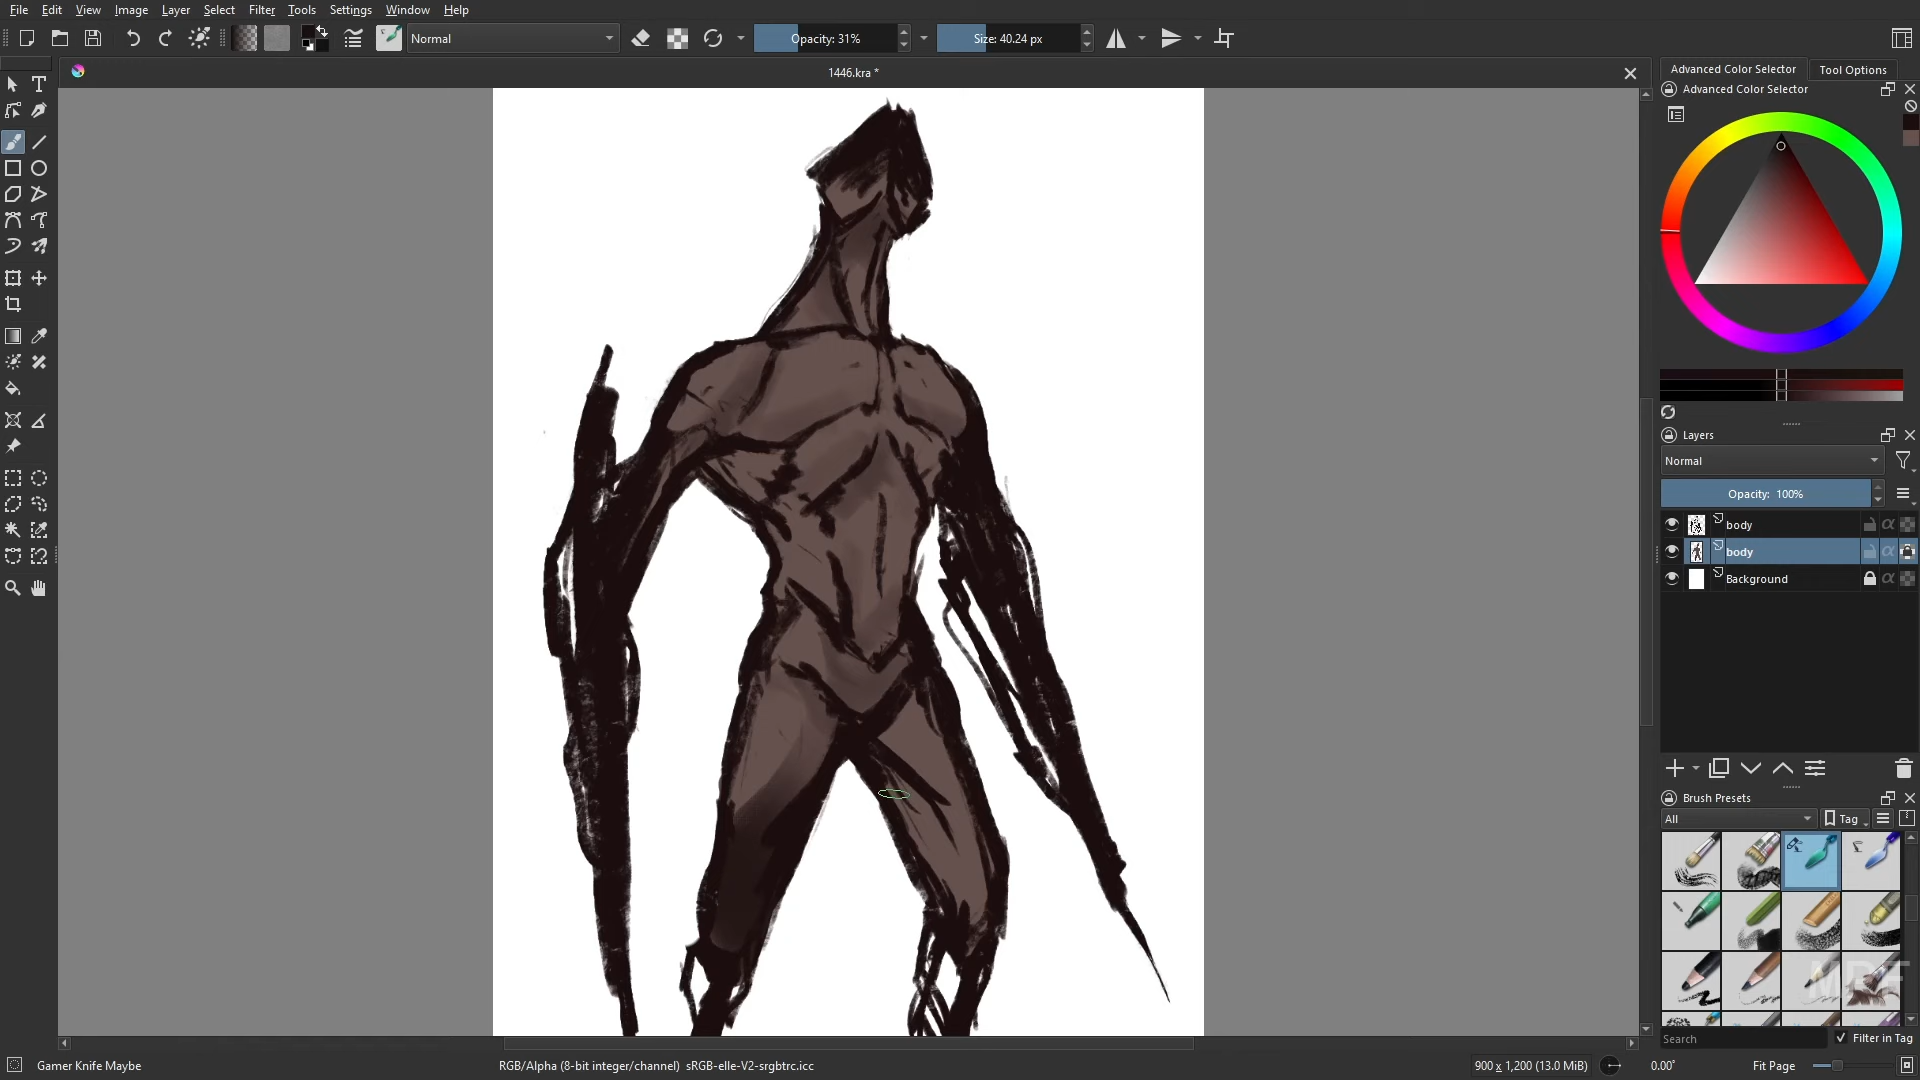 File Edit View Image Layer Select Filter Tools Settings Window Help
Normal Opacity: 31% Size: 40.24 px
1446.kra *
Advanced Color Selector Tool Options
Advanced Color Selector
Layers
Normal
Opacity: 100%
body
body
Background
Brush Presets
All Tag
Search Filter in Tag
Gamer Knife Maybe RGB/Alpha (8-bit integer/channel) sRGB-elle-V2-srgbtrc.icc 900 x 1,200 (13.0 MiB) 0.00° Fit Page